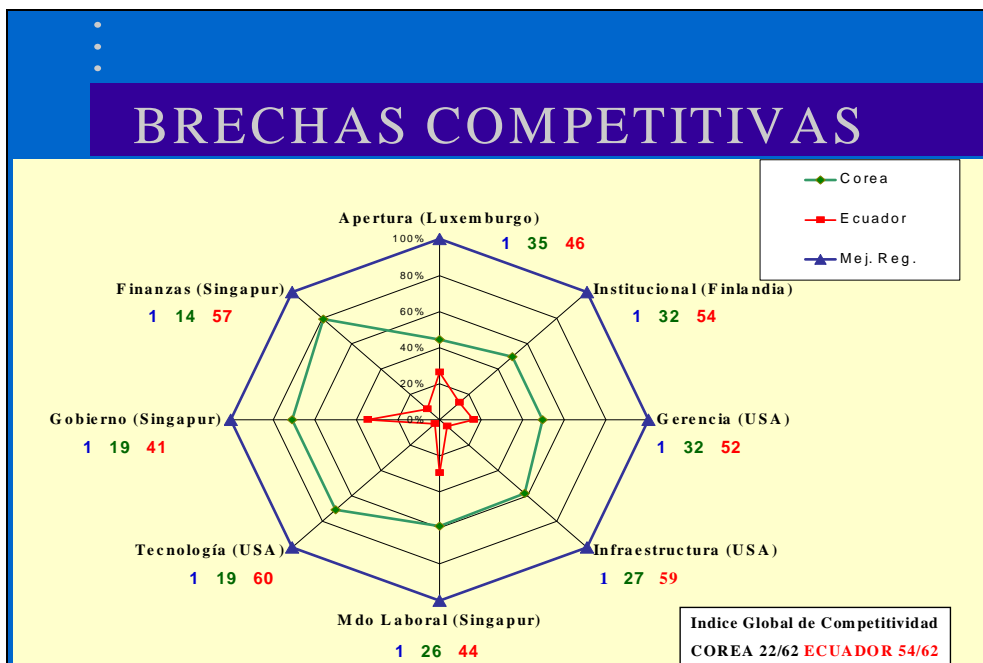 BRECHAS COMPETITIVAS
Corea
Ecuador
Mej. Reg.
Apertura (Luxemburgo)
1 35 46
100%
80%
60%
40%
20%
0%
Finanzas (Singapur)
1 14 57
Institucional (Finlandia)
1 32 54
Gobierno (Singapur)
1 19 41
Gerencia (USA)
1 32 52
Tecnología (USA)
1 19 60
Infraestructura (USA)
1 27 59
Mdo Laboral (Singapur)
1 26 44
Indice Global de Competitividad
COREA 22/62 ECUADOR 54/62